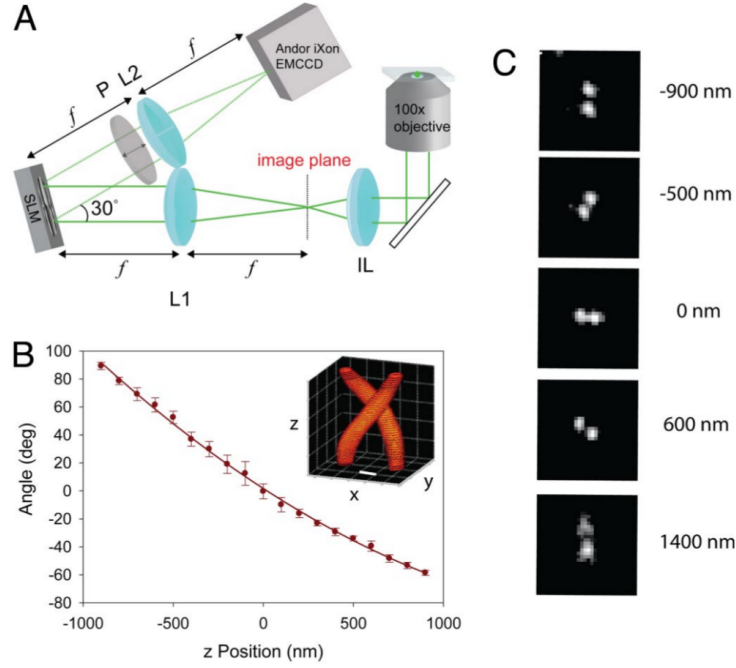 A
f
Andor iXon
EMCCD
P L2
f
100x
objective
image plane
SLM
30°
f
f
IL
L1
C
-900 nm
-500 nm
0 nm
600 nm
1400 nm
B
100
80
60
40
20
0
-20
-40
-60
-80
Angle (deg)
z
x
y
-1000
-500
0
500
1000
z Position (nm)